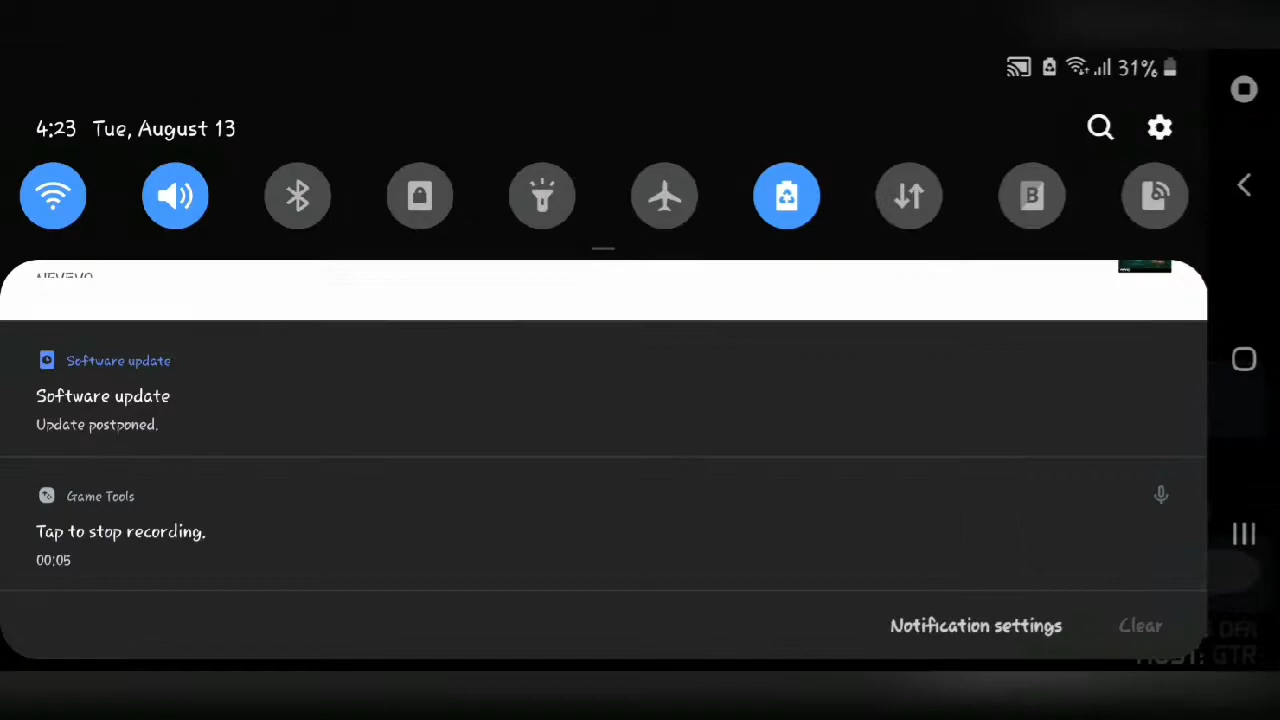 31%
4:23 Tue, August 13
B
Software update
Software update
Update postponed.
Game Tools
Tap to stop recording.
00:05
Notification settings
Clear
GTR